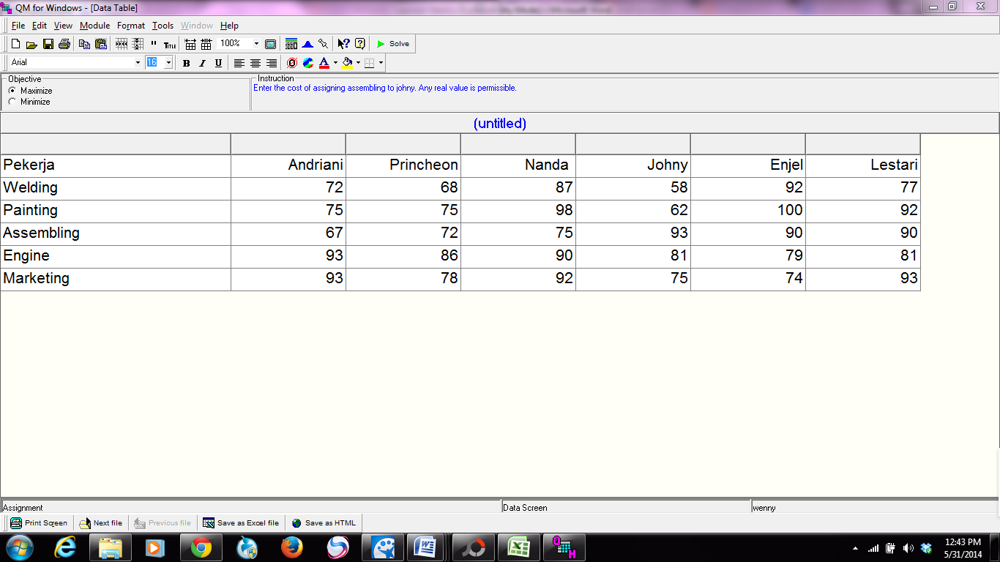 QM for Windows - [Data Table]
File Edit View Module Format Tools Window Help
" TITLE 100% Solve
Arial 16 B I U A
Objective
Maximize
Minimize
Instruction
Enter the cost of assigning assembling to johny. Any real value is permissible.
(untitled)
Pekerja Andriani Princheon Nanda Johny Enjel Lestari
Welding 72 68 87 58 92 77
Painting 75 75 98 62 100 92
Assembling 67 72 75 93 90 90
Engine 93 86 90 81 79 81
Marketing 93 78 92 75 74 93
Assignment Data Screen wenny
Print Screen Next file Previous file Save as Excel file Save as HTML
12:43 PM
5/31/2014